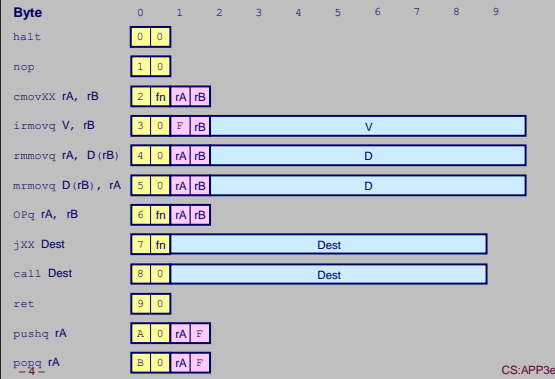 Byte 0 1 2 3 4 5 6 7 8 9
halt 0 0
nop 1 0
cmovXX rA, rB 2 fn rA rB
irmovq V, rB 3 0 F rB V
rmmovq rA, D(rB) 4 0 rA rB D
mrmovq D(rB), rA 5 0 rA rB D
OPq rA, rB 6 fn rA rB
jXX Dest 7 fn Dest
call Dest 8 0 Dest
ret 9 0
pushq rA A 0 rA F
popq rA B 0 rA F
– 4 – CS:APP3e